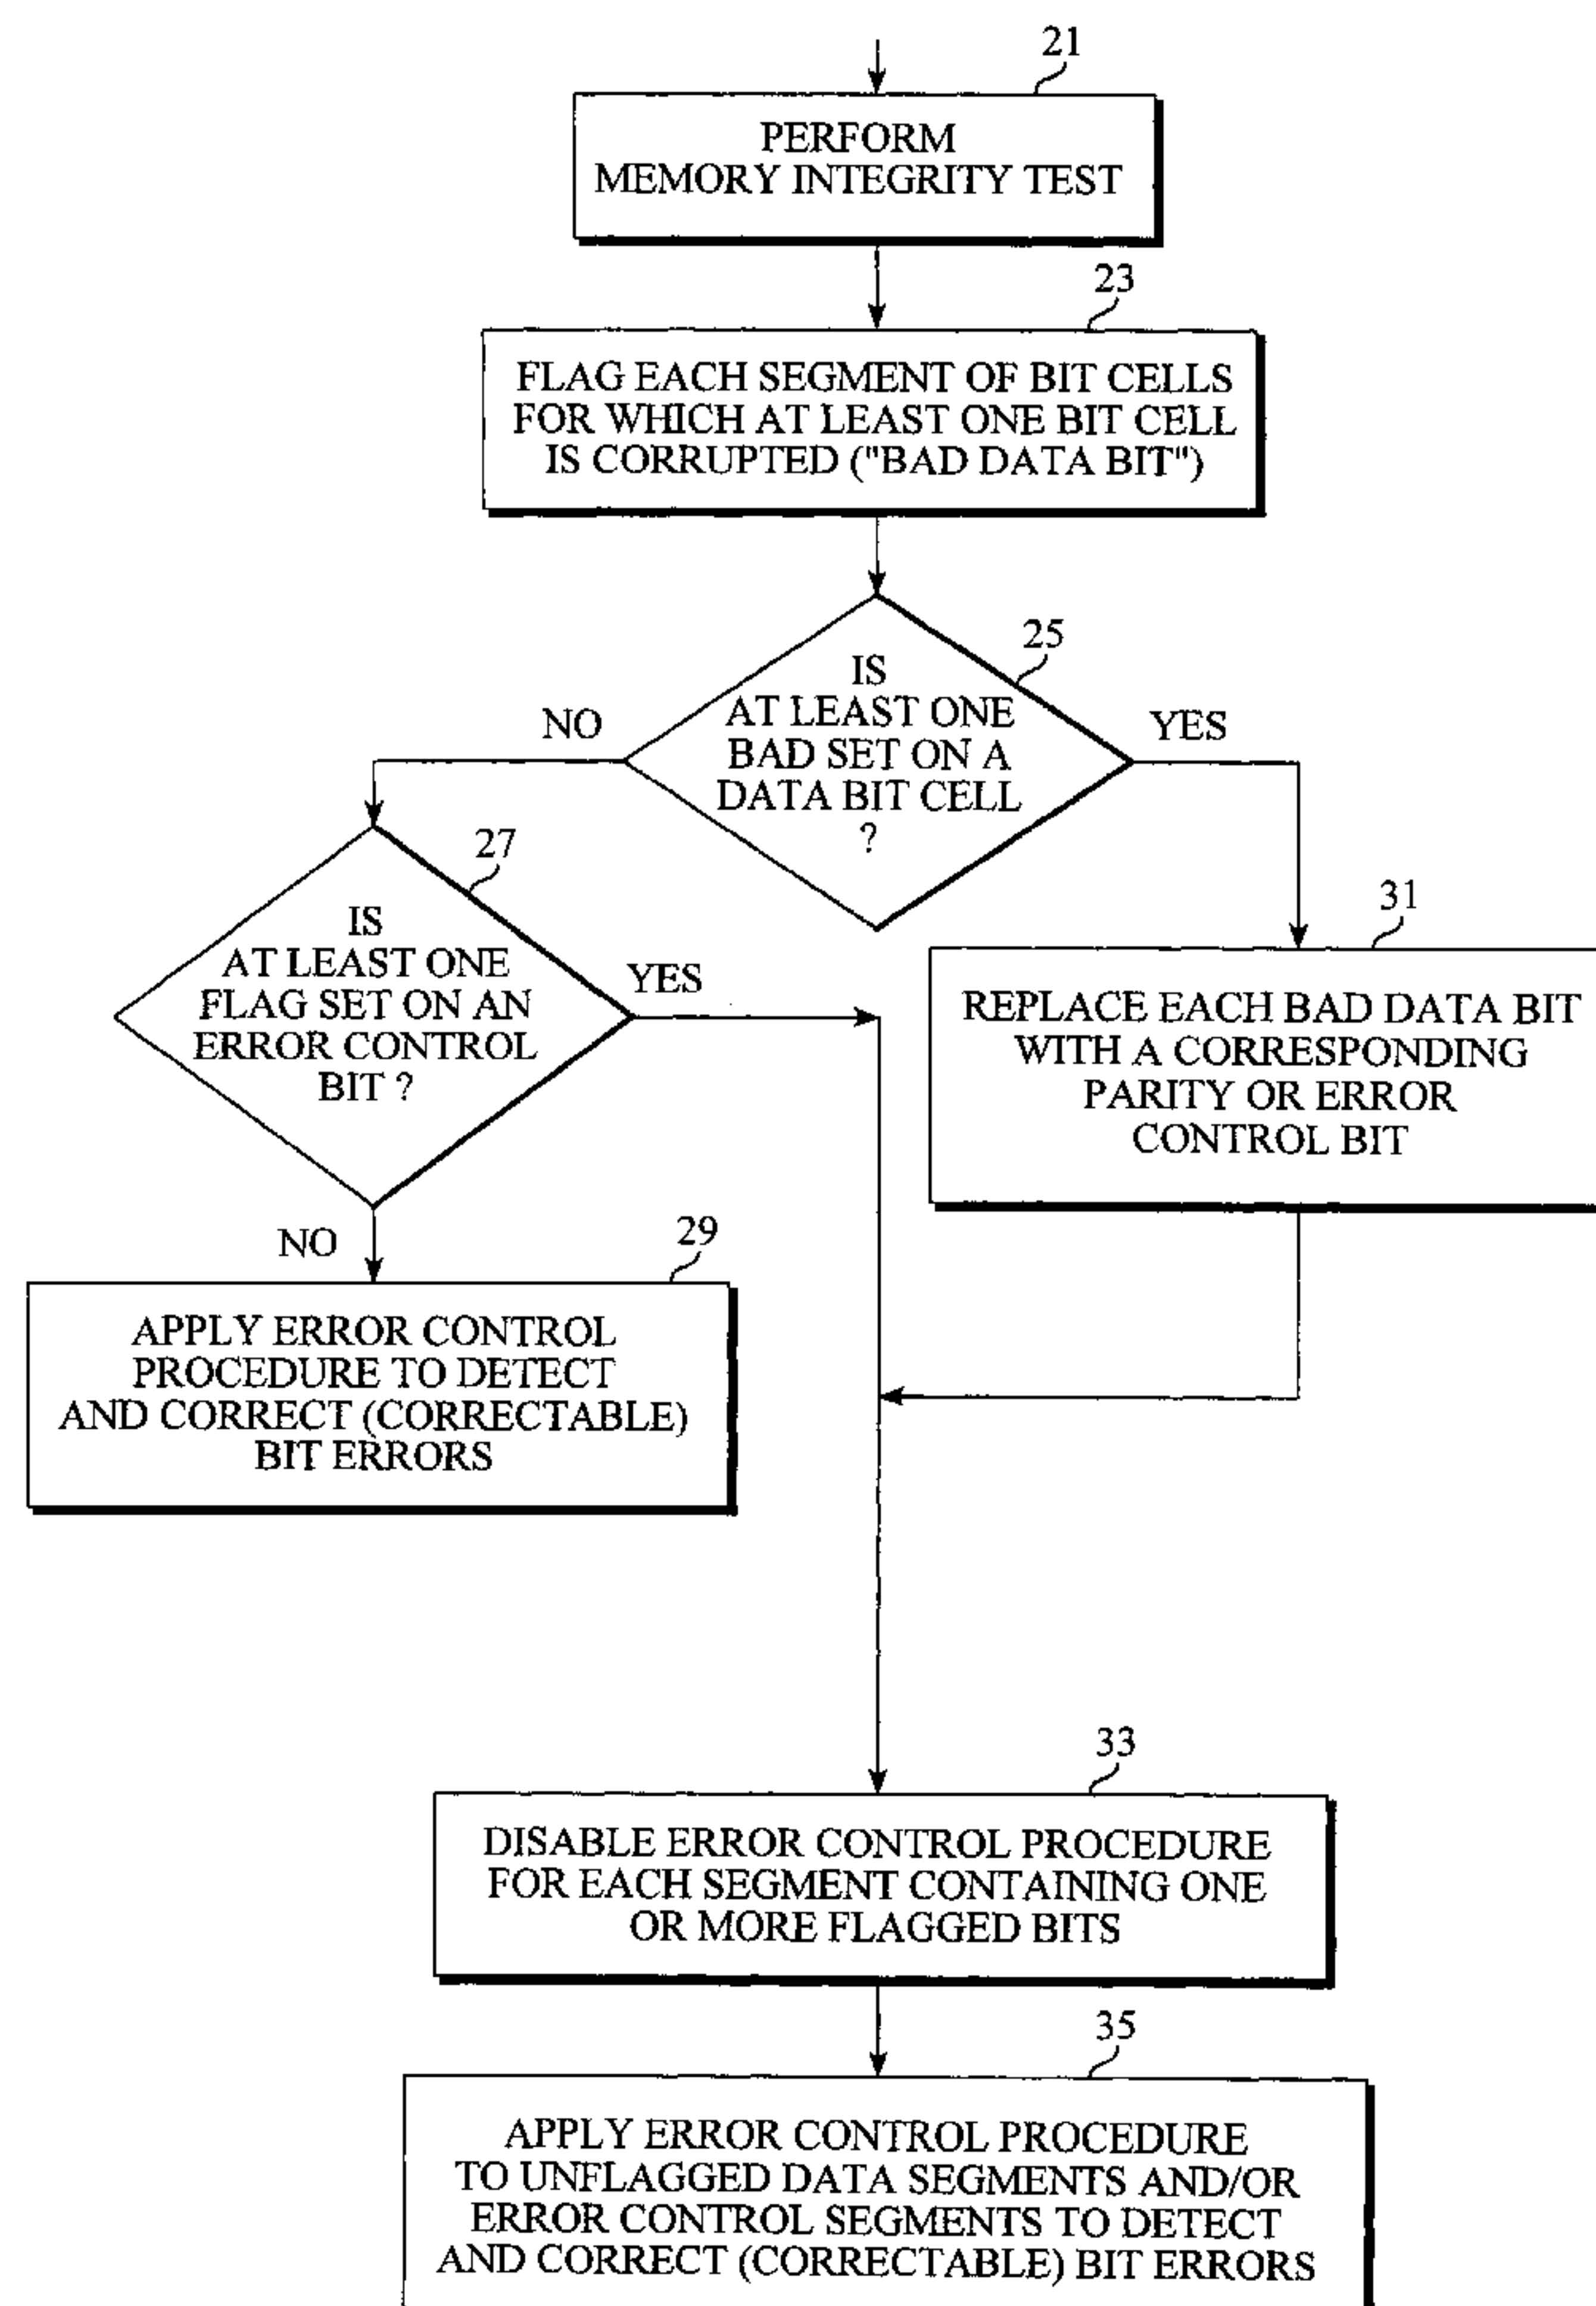 21
PERFORM
MEMORY INTEGRITY TEST
23
FLAG EACH SEGMENT OF BIT CELLS
FOR WHICH AT LEAST ONE BIT CELL
IS CORRUPTED ("BAD DATA BIT")
25
IS
AT LEAST ONE
BAD SET ON A
DATA BIT CELL
?
NO
YES
27
IS
AT LEAST ONE
FLAG SET ON AN
ERROR CONTROL
BIT ?
YES
NO
31
REPLACE EACH BAD DATA BIT
WITH A CORRESPONDING
PARITY OR ERROR
CONTROL BIT
29
APPLY ERROR CONTROL
PROCEDURE TO DETECT
AND CORRECT (CORRECTABLE)
BIT ERRORS
33
DISABLE ERROR CONTROL PROCEDURE
FOR EACH SEGMENT CONTAINING ONE
OR MORE FLAGGED BITS
35
APPLY ERROR CONTROL PROCEDURE
TO UNFLAGGED DATA SEGMENTS AND/OR
ERROR CONTROL SEGMENTS TO DETECT
AND CORRECT (CORRECTABLE) BIT ERRORS